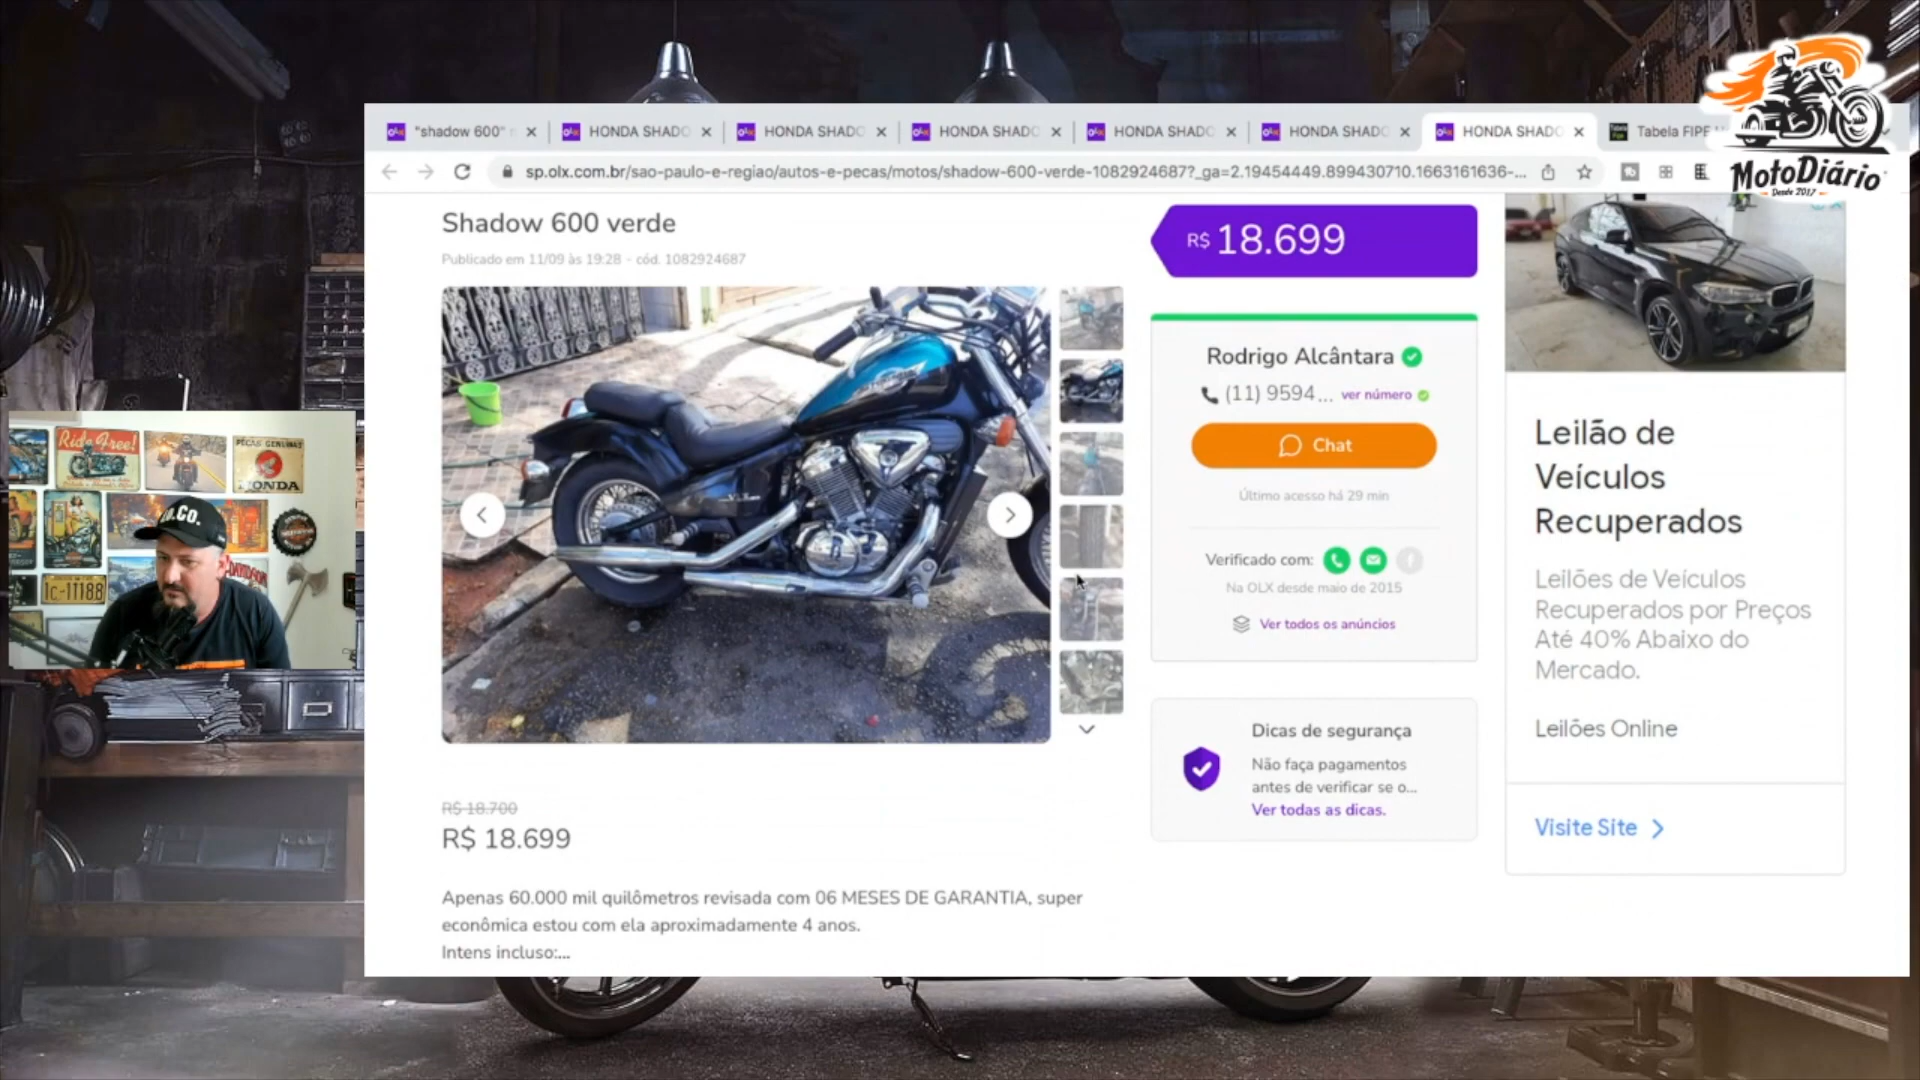 "shadow 600"
HONDA SHADO
HONDA SHADO
HONDA SHADO
HONDA SHADO
HONDA SHADO
HONDA SHADO
Tabela FIPE
MotoDiário
Desde 2017
sp.olx.com.br/sao-paulo-e-regiao/autos-e-pecas/motos/shadow-600-verde-1082924687?_ga=2.19454449.899430710.1663161636-...
Shadow 600 verde
Publicado em 11/09 às 19:28 - cód. 1082924687
R$ 18.699
Rodrigo Alcântara
(11) 9594... ver número
Chat
Último acesso há 29 min
Verificado com:
Na OLX desde maio de 2015
Ver todos os anúncios
Dicas de segurança
Não faça pagamentos
antes de verificar se o...
Ver todas as dicas.
Leilão de
Veículos
Recuperados
Leilões de Veículos
Recuperados por Preços
Até 40% Abaixo do
Mercado.
Leilões Online
Visite Site
R$ 18.700
R$ 18.699
Apenas 60.000 mil quilômetros revisada com 06 MESES DE GARANTIA, super
econômica estou com ela aproximadamente 4 anos.
Intens incluso:...
Ride Free!
PEÇAS GENUÍNAS
HONDA
1c-1118B